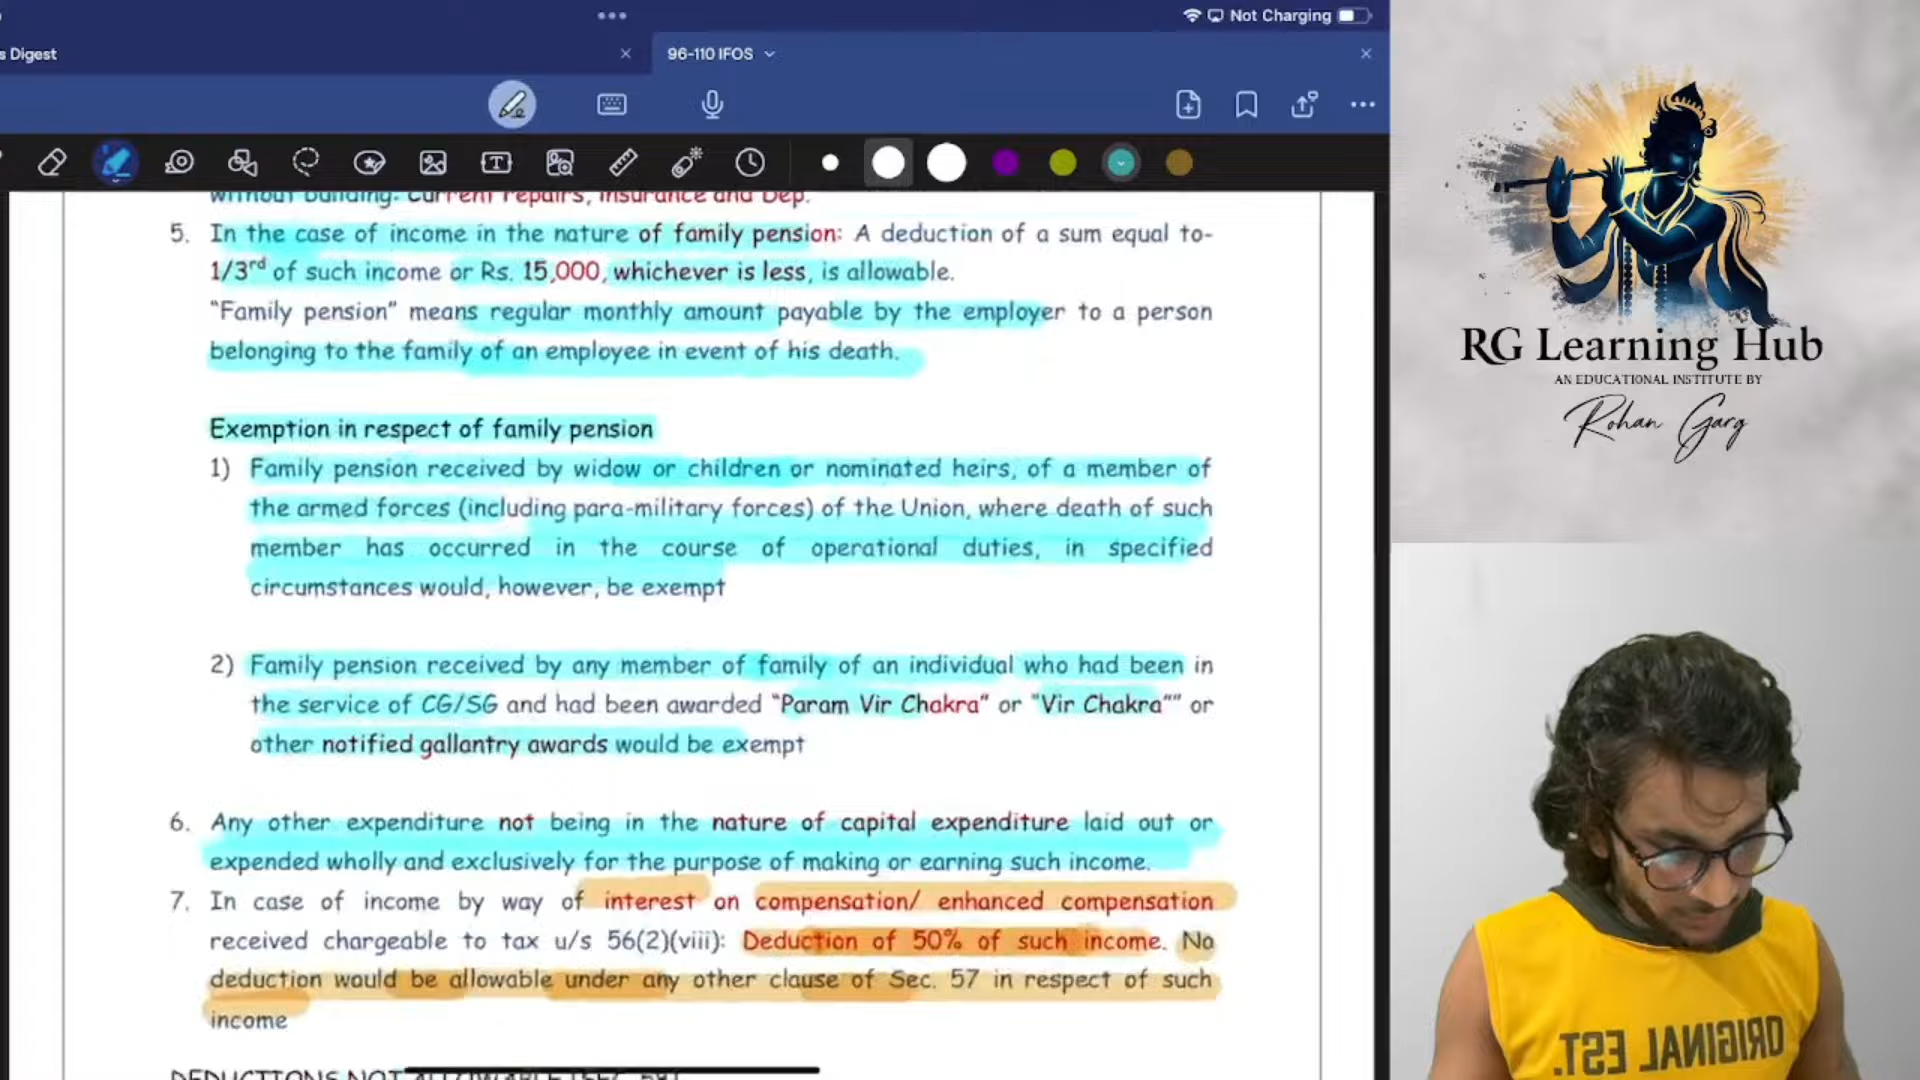 Not Charging
s Digest
96-110 IFOS
without building: Current repairs, Insurance and Dep.
5. In the case of income in the nature of family pension: A deduction of a sum equal to-
1/3rd of such income or Rs. 15,000, whichever is less, is allowable.
"Family pension" means regular monthly amount payable by the employer to a person
belonging to the family of an employee in event of his death.
Exemption in respect of family pension
1) Family pension received by widow or children or nominated heirs, of a member of
the armed forces (including para-military forces) of the Union, where death of such
member has occurred in the course of operational duties, in specified
circumstances would, however, be exempt
2) Family pension received by any member of family of an individual who had been in
the service of CG/SG and had been awarded "Param Vir Chakra" or "Vir Chakra"" or
other notified gallantry awards would be exempt
6. Any other expenditure not being in the nature of capital expenditure laid out or
expended wholly and exclusively for the purpose of making or earning such income.
7. In case of income by way of interest on compensation/ enhanced compensation
received chargeable to tax u/s 56(2)(viii): Deduction of 50% of such income. No
deduction would be allowable under any other clause of Sec. 57 in respect of such
income
DEDUCTIONS NOT ALLOWABLE [SEC. 58]
RG Learning Hub
AN EDUCATIONAL INSTITUTE BY
Rohan Garg
ORIGINAL EST.